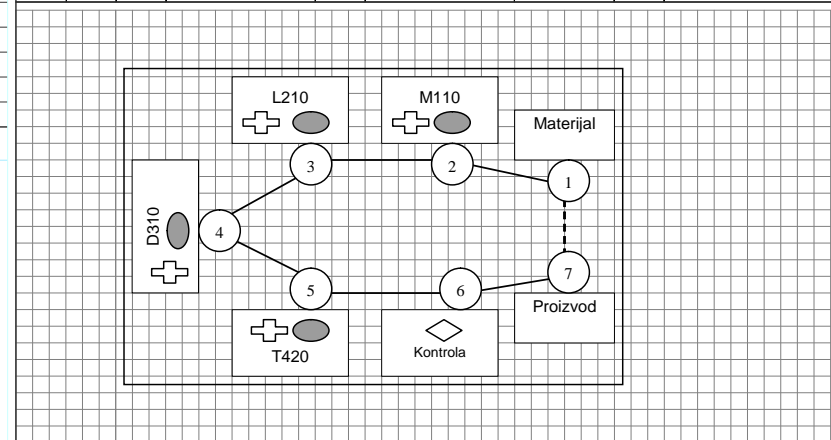 L210
M110
Materijal
3
2
1
D310
4
7
5
6
Proizvod
T420
Kontrola